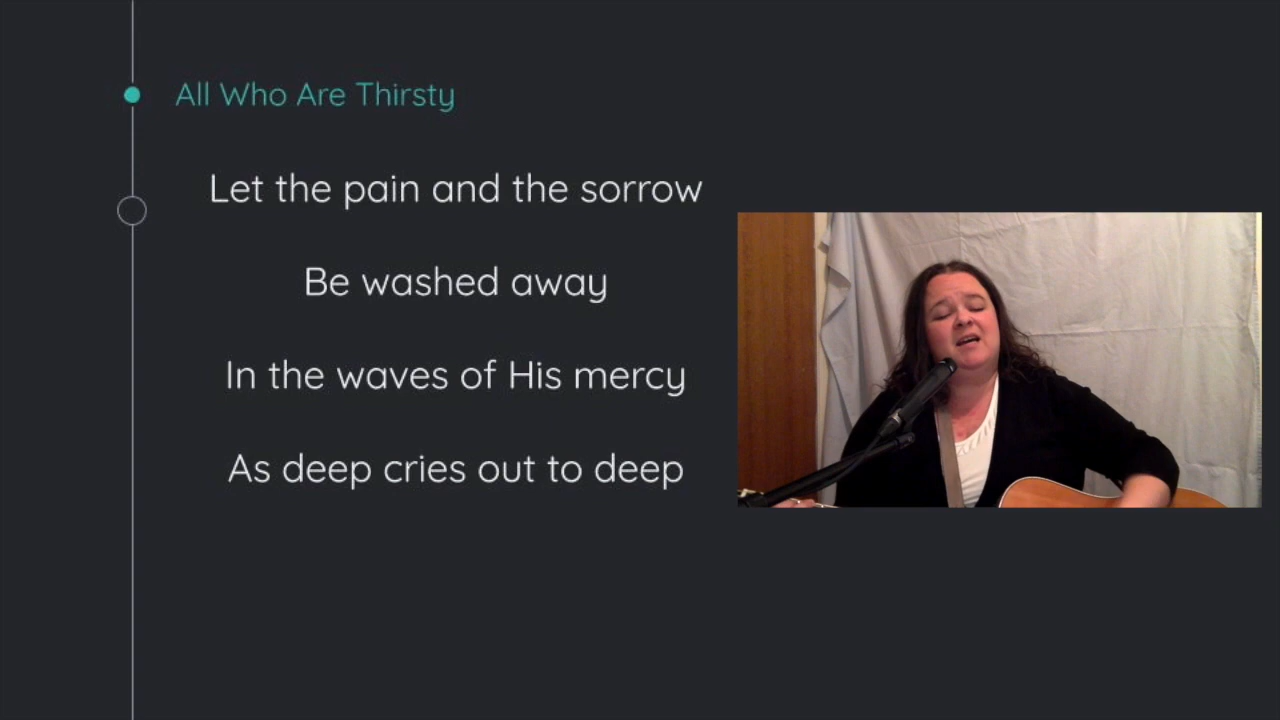 All Who Are Thirsty
Let the pain and the sorrow
Be washed away
In the waves of His mercy
As deep cries out to deep